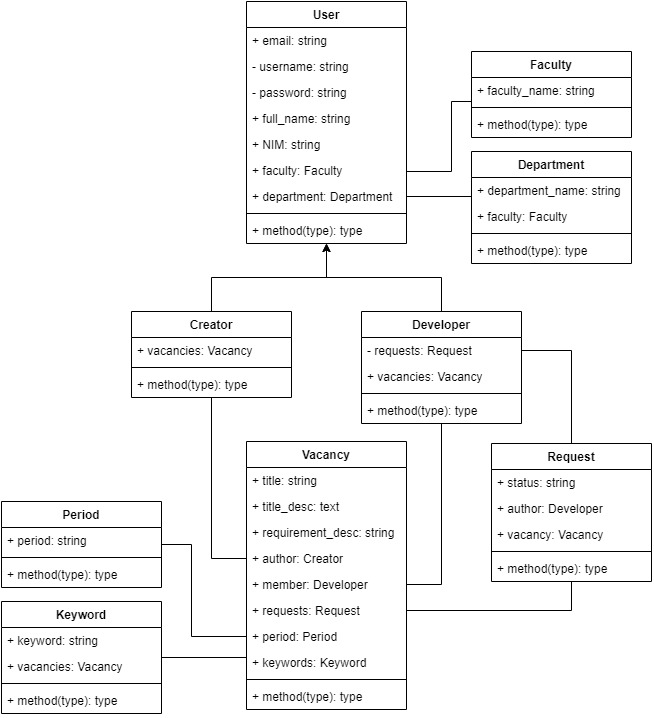 User
+ email: string
- username: string
- password: string
+ full_name: string
+ NIM: string
+ faculty: Faculty
+ department: Department
+ method(type): type
Faculty
+ faculty_name: string
+ method(type): type
Department
+ department_name: string
+ faculty: Faculty
+ method(type): type
Creator
+ vacancies: Vacancy
+ method(type): type
Developer
- requests: Request
+ vacancies: Vacancy
+ method(type): type
Vacancy
+ title: string
+ title_desc: text
+ requirement_desc: string
+ author: Creator
+ member: Developer
+ requests: Request
+ period: Period
+ keywords: Keyword
+ method(type): type
Request
+ status: string
+ author: Developer
+ vacancy: Vacancy
+ method(type): type
Period
+ period: string
+ method(type): type
Keyword
+ keyword: string
+ vacancies: Vacancy
+ method(type): type